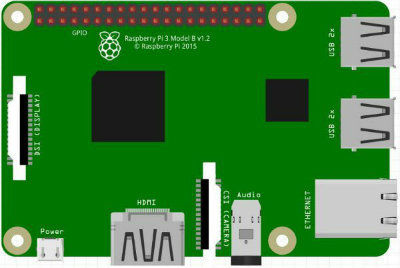 GPIO
Raspberry Pi 3 Model B v1.2
© Raspberry Pi 2015
USB 2x
USB 2x
DSI (DISPLAY)
CSI (CAMERA)
Audio
ETHERNET
HDMI
Power